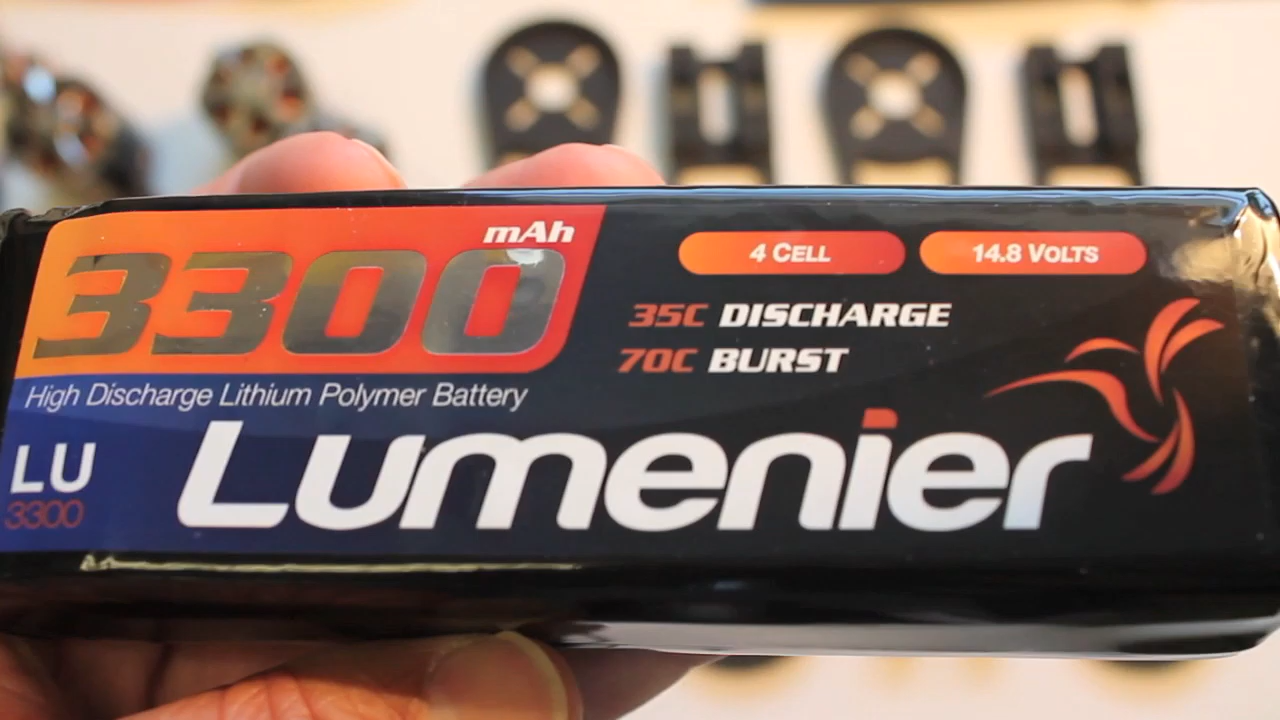 3300 mAh
4 CELL
14.8 VOLTS
35C DISCHARGE
70C BURST
High Discharge Lithium Polymer Battery
LU
3300
Lumenier